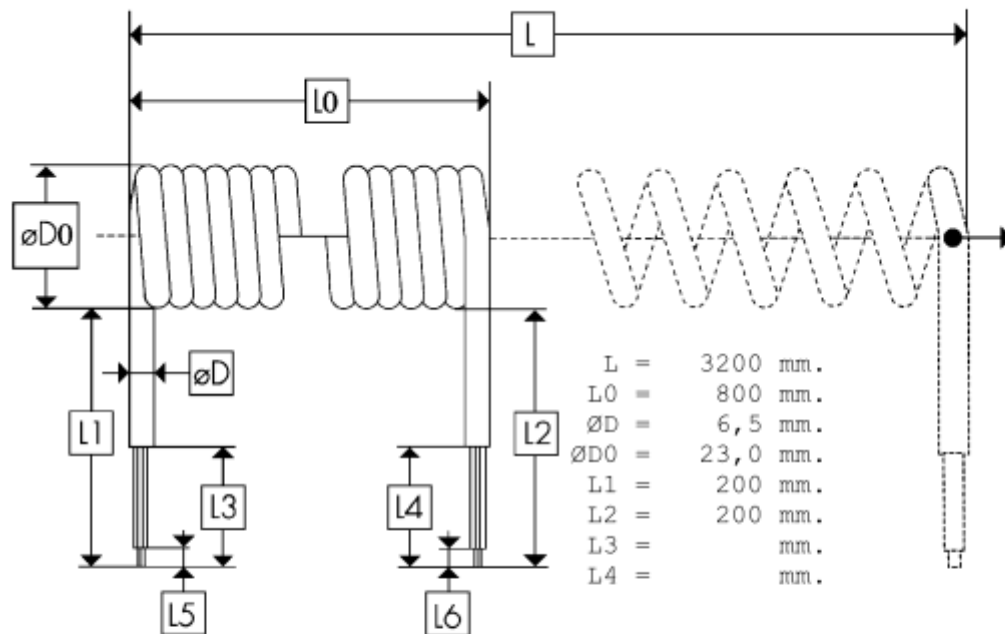 L
L0
øD0
øD
L1
L2
L3
L4
L5
L6
L = 3200 mm.
L0 = 800 mm.
ØD = 6,5 mm.
ØD0 = 23,0 mm.
L1 = 200 mm.
L2 = 200 mm.
L3 = mm.
L4 = mm.